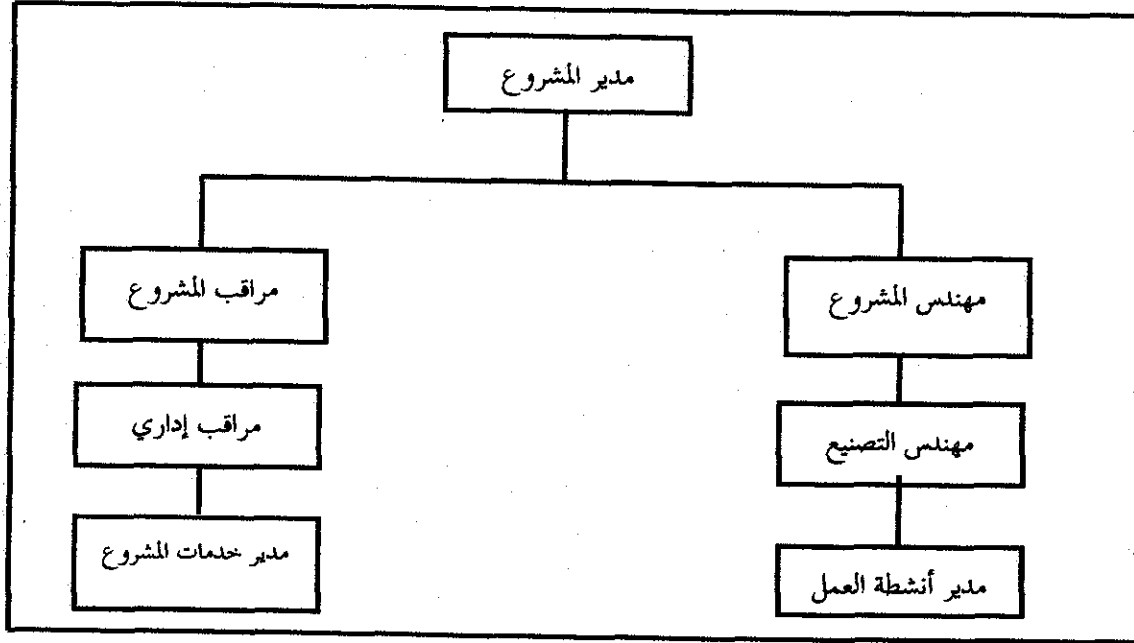 مدير المشروع
مهندس المشروع
مراقب المشروع
مهندس التصنيع
مراقب إداري
مدير أنشطة العمل
مدير خدمات المشروع